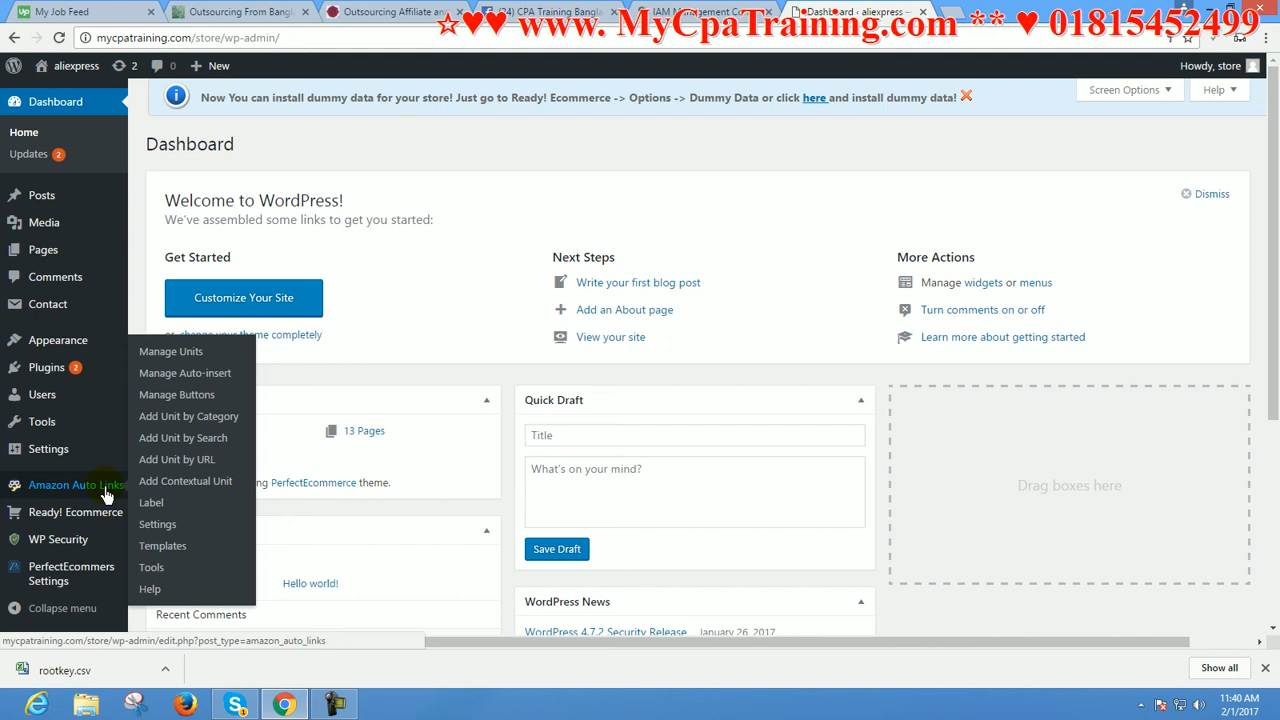 My Job Feed
Outsourcing From Bangl
Outsourcing Affiliate an
(42) CPA Training Bangla
IAM Management Co
Dashboard ‹ aliexpress —
☆♥♥ www. MyCpaTraining.com ** ♥ 01815452499
mycpatraining.com/store/wp-admin/
aliexpress
2
0
+ New
Howdy, store
Dashboard
Home
Updates 2
Posts
Media
Pages
Comments
Contact
Appearance
Plugins 2
Users
Tools
Settings
Amazon Auto Links
Ready! Ecommerce
WP Security
PerfectEcommers
Settings
Collapse menu
Manage Units
Manage Auto-insert
Manage Buttons
Add Unit by Category
Add Unit by Search
Add Unit by URL
Add Contextual Unit
Label
Settings
Templates
Tools
Help
Now You can install dummy data for your store! Just go to Ready! Ecommerce -> Options -> Dummy Data or click here and install dummy data!
Screen Options ▼
Help ▼
Dashboard
Welcome to WordPress!
We've assembled some links to get you started:
Dismiss
Get Started
Customize Your Site
or, change your theme completely
Next Steps
Write your first blog post
Add an About page
View your site
More Actions
Manage widgets or menus
Turn comments on or off
Learn more about getting started
13 Pages
PerfectEcommerce theme.
Hello world!
Recent Comments
Quick Draft
Title
What's on your mind?
Save Draft
WordPress News
WordPress 4.7.2 Security Release January 26, 2017
Drag boxes here
mycpatraining.com/store/wp-admin/edit.php?post_type=amazon_auto_links
rootkey.csv
Show all
11:40 AM
2/1/2017